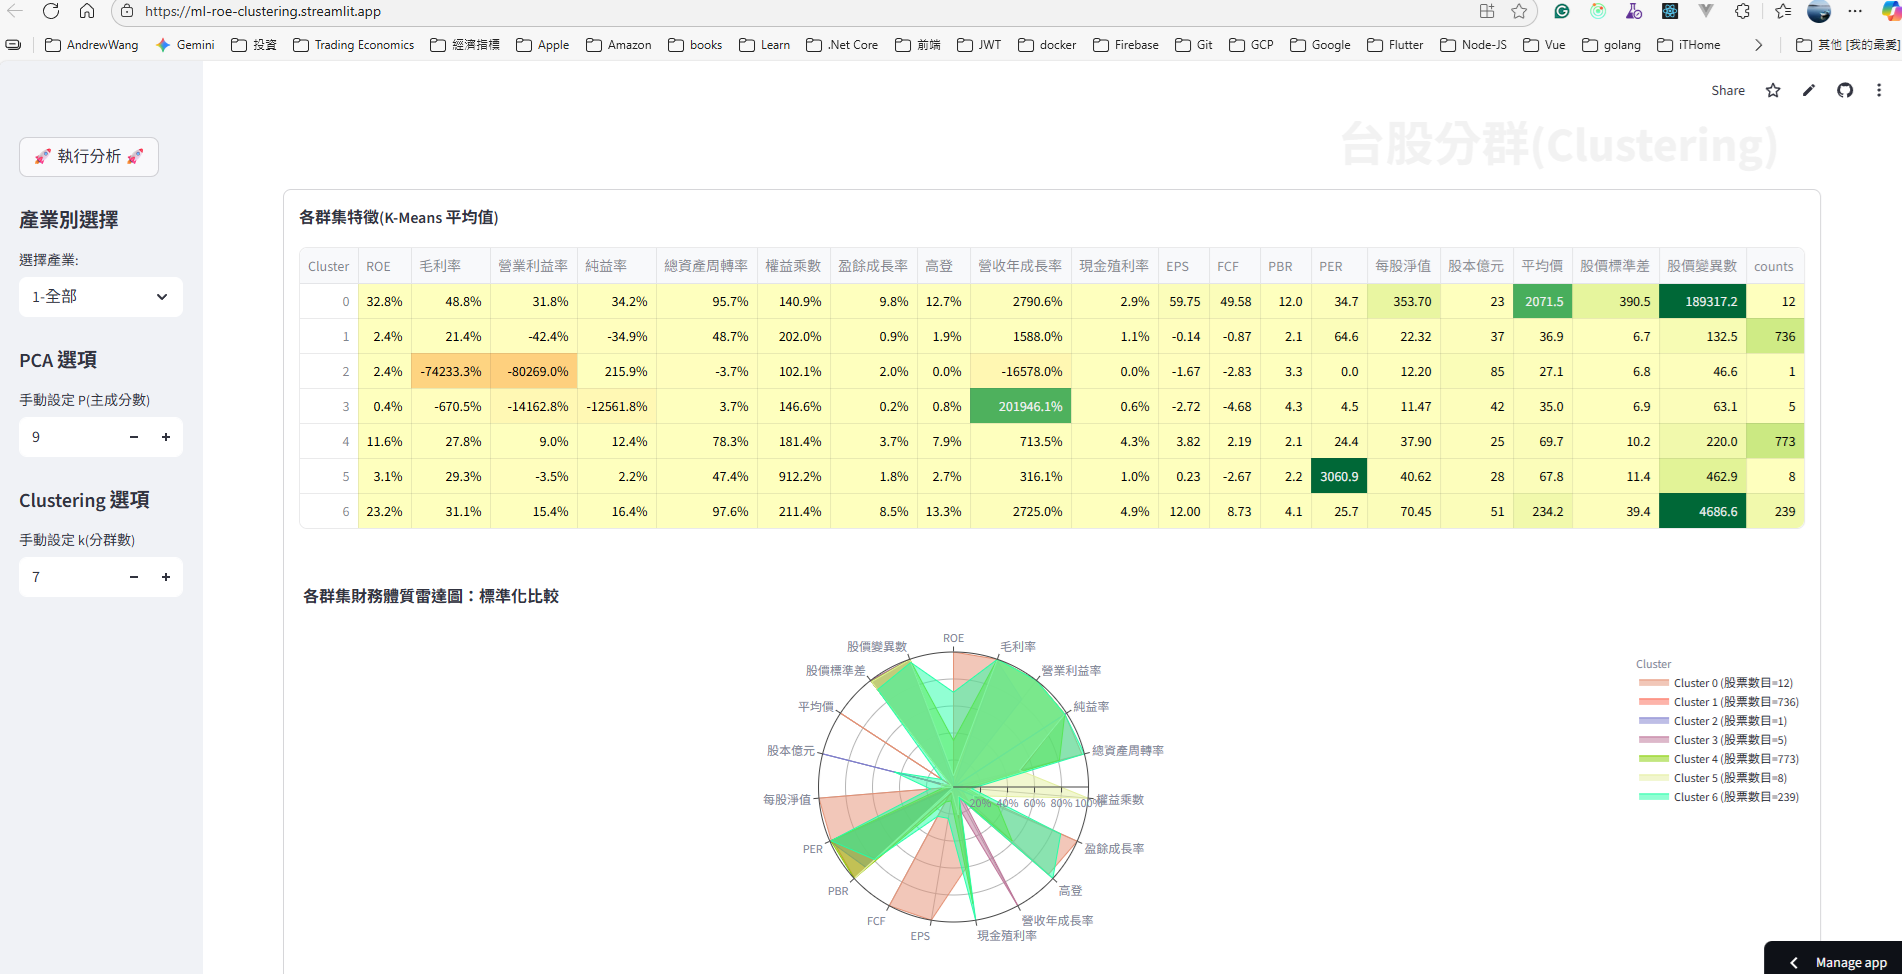 https://ml-roe-clustering.streamlit.app
AndrewWang Gemini 投資 Trading Economics 經濟指標 Apple Amazon books Learn .Net Core 前端 JWT docker Firebase Git GCP Google Flutter Node-JS Vue golang iTHome 其他 [我的最愛]
Share
🚀 執行分析 🚀
產業別選擇
選擇產業:
1-全部
PCA 選項
手動設定 P(主成分數)
9
Clustering 選項
手動設定 k(分群數)
7
台股分群(Clustering)
各群集特徵(K-Means 平均值)
Cluster ROE 毛利率 營業利益率 純益率 總資產周轉率 權益乘數 盈餘成長率 高登 營收年成長率 現金殖利率 EPS FCF PBR PER 每股淨值 股本億元 平均價 股價標準差 股價變異數 counts
0 32.8% 48.8% 31.8% 34.2% 95.7% 140.9% 9.8% 12.7% 2790.6% 2.9% 59.75 49.58 12.0 34.7 353.70 23 2071.5 390.5 189317.2 12
1 2.4% 21.4% -42.4% -34.9% 48.7% 202.0% 0.9% 1.9% 1588.0% 1.1% -0.14 -0.87 2.1 64.6 22.32 37 36.9 6.7 132.5 736
2 2.4% -74233.3% -80269.0% 215.9% -3.7% 102.1% 2.0% 0.0% -16578.0% 0.0% -1.67 -2.83 3.3 0.0 12.20 85 27.1 6.8 46.6 1
3 0.4% -670.5% -14162.8% -12561.8% 3.7% 146.6% 0.2% 0.8% 201946.1% 0.6% -2.72 -4.68 4.3 4.5 11.47 42 35.0 6.9 63.1 5
4 11.6% 27.8% 9.0% 12.4% 78.3% 181.4% 3.7% 7.9% 713.5% 4.3% 3.82 2.19 2.1 24.4 37.90 25 69.7 10.2 220.0 773
5 3.1% 29.3% -3.5% 2.2% 47.4% 912.2% 1.8% 2.7% 316.1% 1.0% 0.23 -2.67 2.2 3060.9 40.62 28 67.8 11.4 462.9 8
6 23.2% 31.1% 15.4% 16.4% 97.6% 211.4% 8.5% 13.3% 2725.0% 4.9% 12.00 8.73 4.1 25.7 70.45 51 234.2 39.4 4686.6 239
各群集財務體質雷達圖：標準化比較
ROE
毛利率
營業利益率
純益率
總資產周轉率
權益乘數
盈餘成長率
高登
營收年成長率
現金殖利率
EPS
FCF
PBR
PER
每股淨值
股本億元
平均價
股價標準差
股價變異數
20% 40% 60% 80% 100%
Cluster
Cluster 0 (股票數目=12)
Cluster 1 (股票數目=736)
Cluster 2 (股票數目=1)
Cluster 3 (股票數目=5)
Cluster 4 (股票數目=773)
Cluster 5 (股票數目=8)
Cluster 6 (股票數目=239)
Manage app